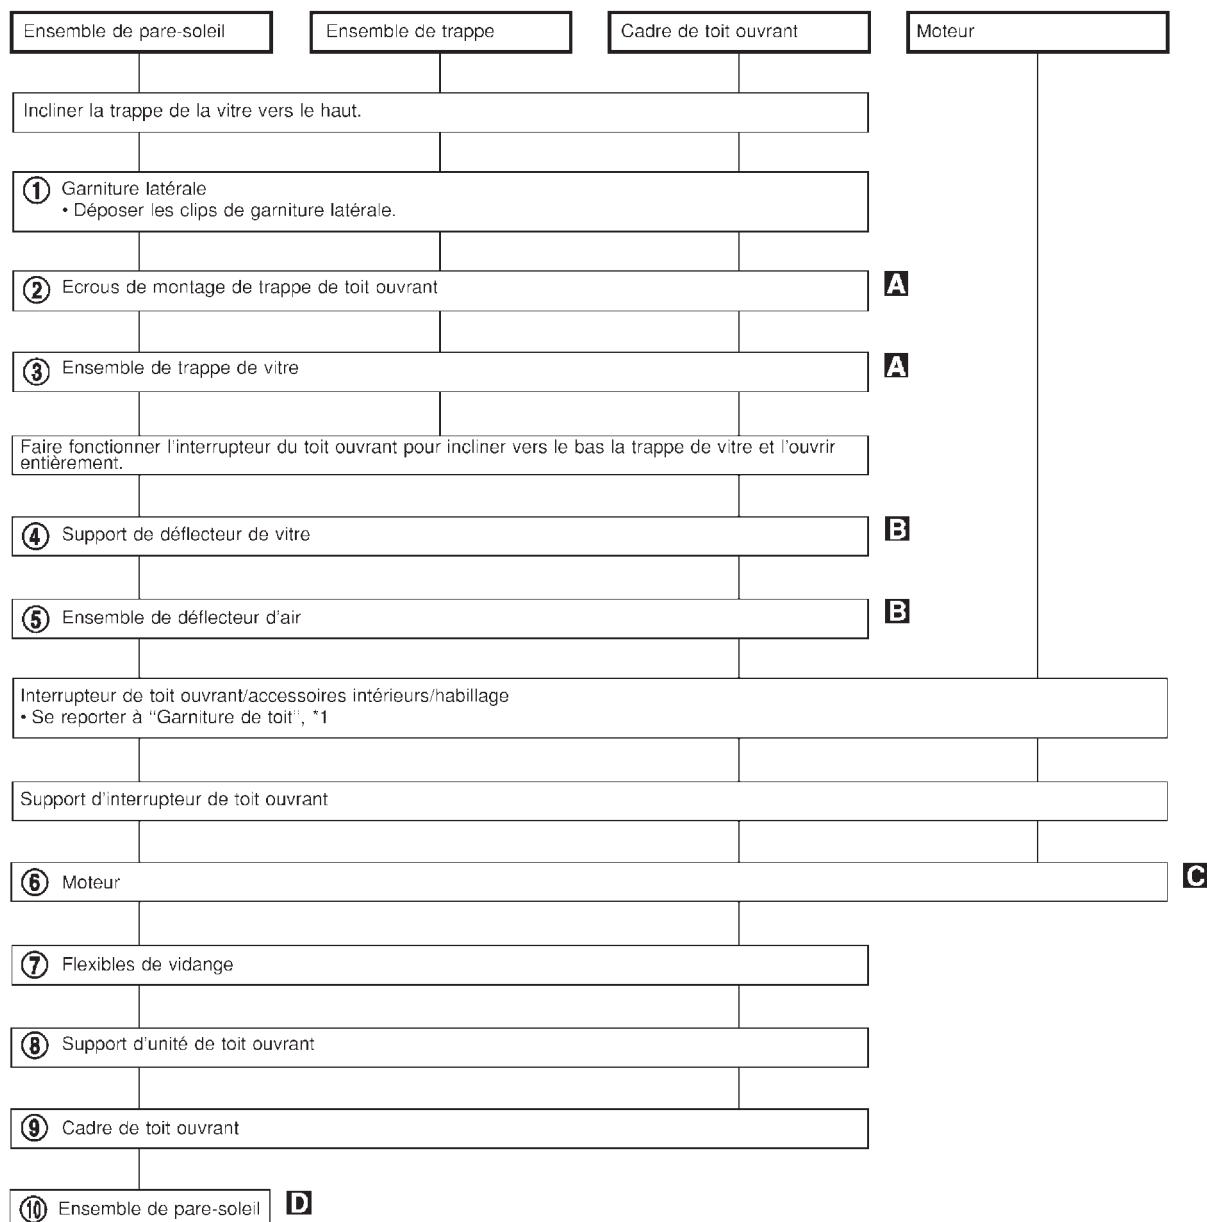 Ensemble de pare-soleil
Ensemble de trappe
Cadre de toit ouvrant
Moteur
Incliner la trappe de la vitre vers le haut.
① Garniture latérale
• Déposer les clips de garniture latérale.
② Ecrous de montage de trappe de toit ouvrant A
③ Ensemble de trappe de vitre A
Faire fonctionner l'interrupteur du toit ouvrant pour incliner vers le bas la trappe de vitre et l'ouvrir
entièrement.
④ Support de déflecteur de vitre B
⑤ Ensemble de déflecteur d'air B
Interrupteur de toit ouvrant/accessoires intérieurs/habillage
• Se reporter à "Garniture de toit", *1
Support d'interrupteur de toit ouvrant
⑥ Moteur C
⑦ Flexibles de vidange
⑧ Support d'unité de toit ouvrant
⑨ Cadre de toit ouvrant
⑩ Ensemble de pare-soleil D